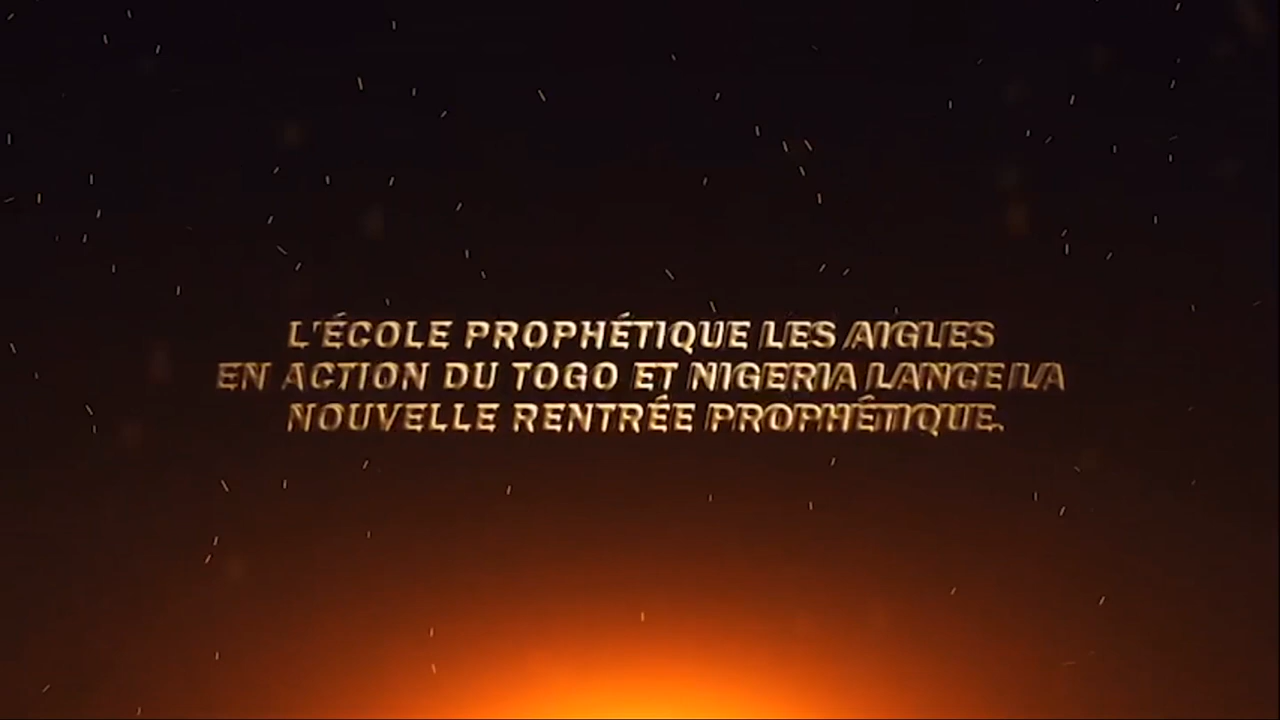 L'ÉCOLE PROPHÉTIQUE LES AIGLES
EN ACTION DU TOGO ET NIGERIA LANCE LA
NOUVELLE RENTRÉE PROPHÉTIQUE.